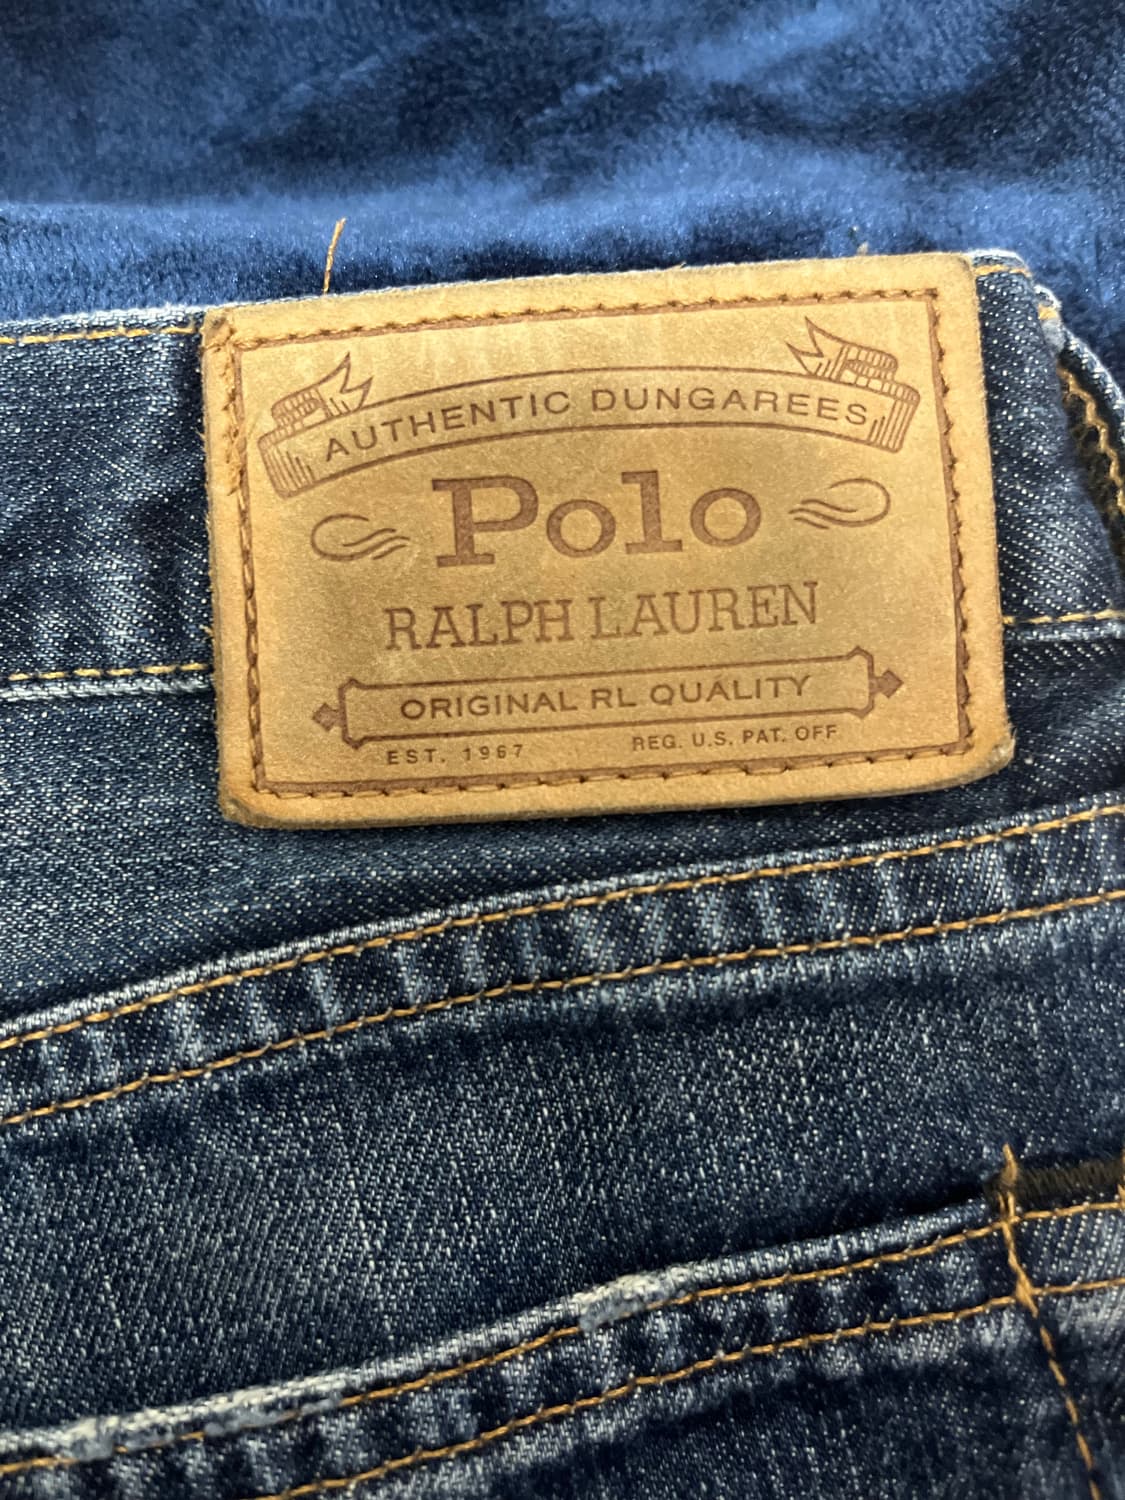 AUTHENTIC DUNGAREES
Polo
RALPH LAUREN
ORIGINAL RL QUALITY
EST. 1967 REG. U.S. PAT. OFF